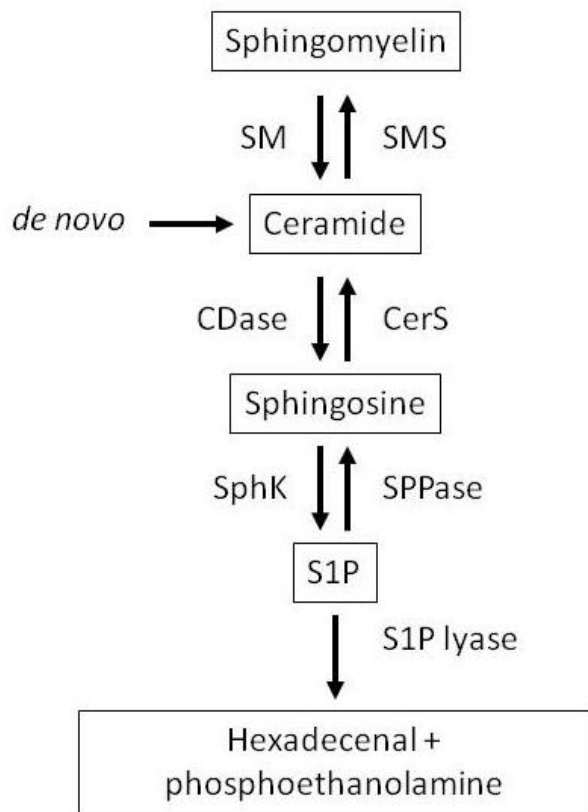 Sphingomyelin
SM
SMS
de novo
Ceramide
CDase
CerS
Sphingosine
SphK
SPPase
S1P
S1P lyase
Hexadecenal +
phosphoethanolamine